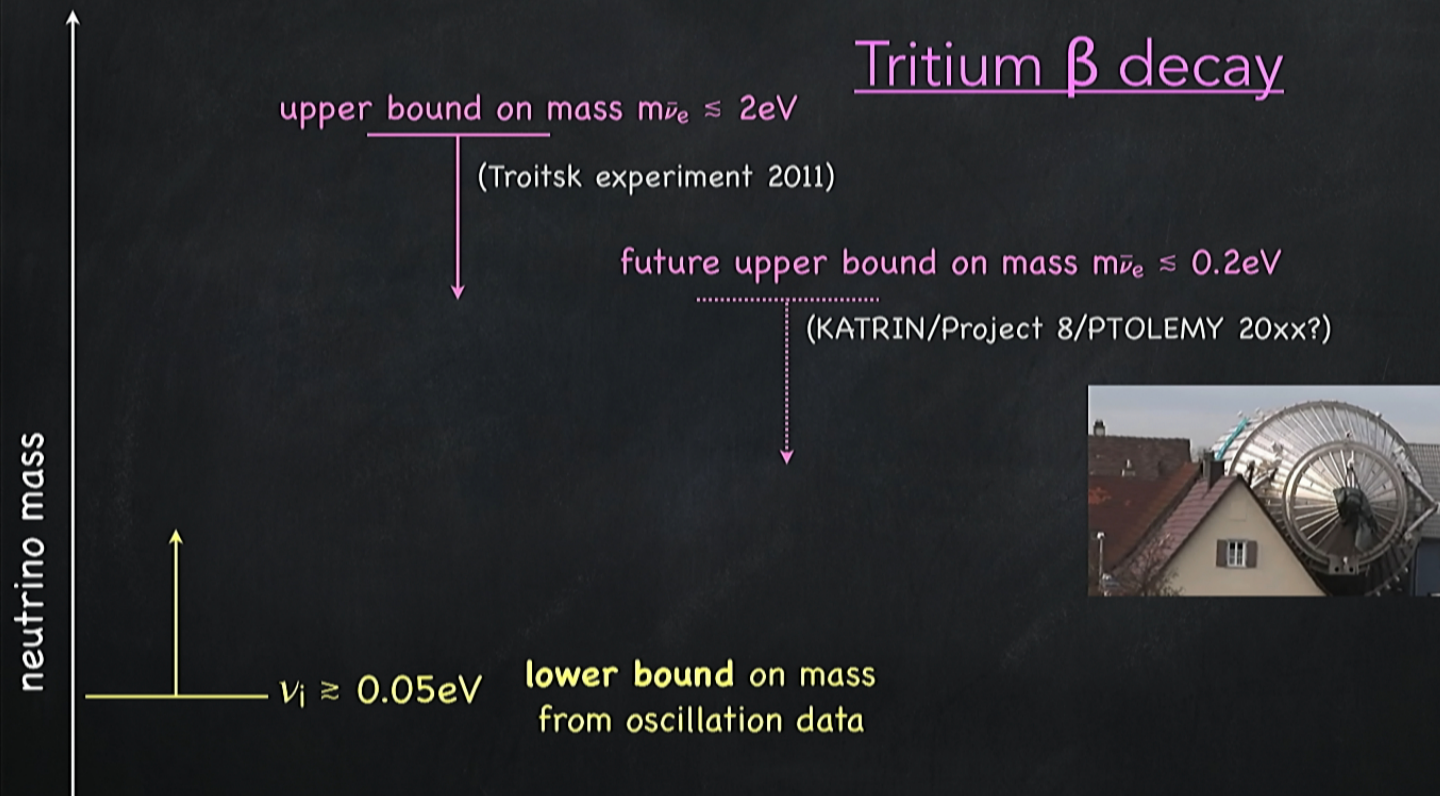 Tritium β decay
upper bound on mass mν̄e ≲ 2eV
(Troitsk experiment 2011)
future upper bound on mass mν̄e ≲ 0.2eV
(KATRIN/Project 8/PTOLEMY 20xx?)
neutrino mass
νi ≳ 0.05eV
lower bound on mass
from oscillation data